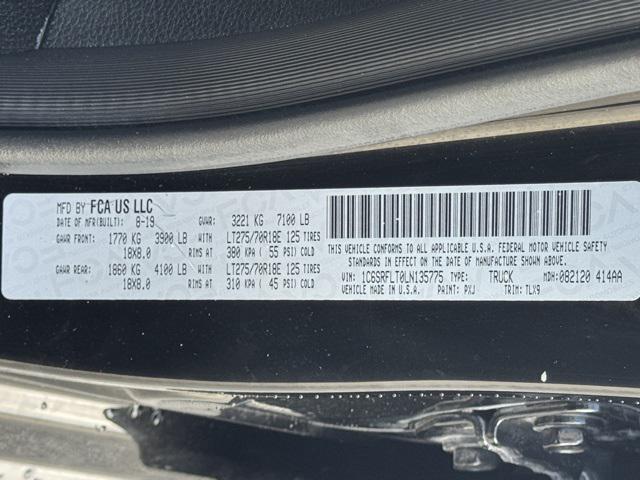 MFD BY FCA US LLC
DATE OF MFR(BUILT): 8-19 GVWR: 3221 KG 7100 LB
GAWR FRONT: 1770 KG 3900 LB WITH LT275/70R18E 125 TIRES
18X8.0 RIMS AT 380 KPA ( 55 PSI) COLD
GAWR REAR: 1860 KG 4100 LB WITH LT275/70R18E 125 TIRES
18X8.0 RIMS AT 310 KPA ( 45 PSI) COLD
THIS VEHICLE CONFORMS TO ALL APPLICABLE U.S.A. FEDERAL MOTOR VEHICLE SAFETY
STANDARDS IN EFFECT ON THE DATE OF MANUFACTURE SHOWN ABOVE.
VIN: 1C6SRFLT0LN135775 TYPE: TRUCK MDH: 082120 414AA
MADE IN U.S.A. PAINT: PXJ TRIM: TLX9